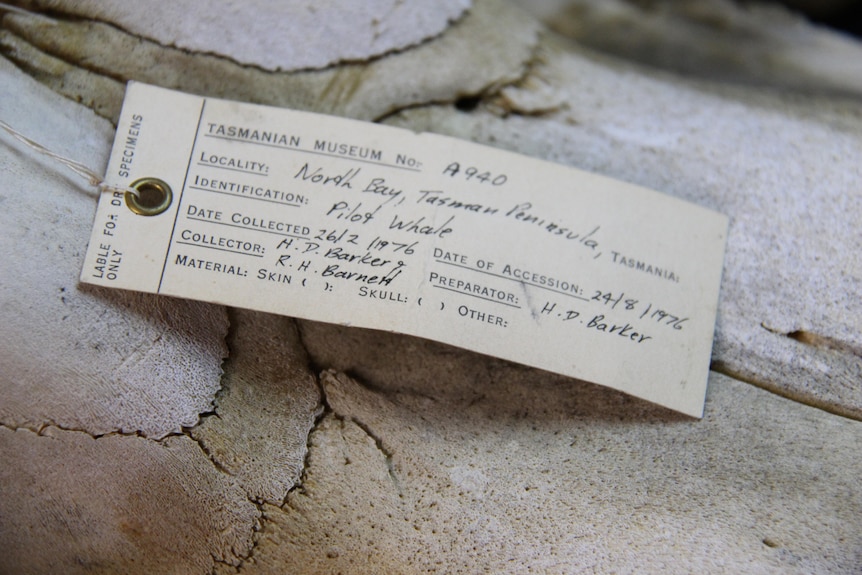 LABLE FOR DRY SPECIMENS
ONLY
TASMANIAN MUSEUM No: A940
LOCALITY: North Bay, Tasman Peninsula, TASMANIA:
IDENTIFICATION: Pilot Whale
DATE COLLECTED 26/2/1976 DATE OF ACCESSION: 24/8/1976
COLLECTOR: H. D. Barker & PREPARATOR: H. D. Barker
R. H. Barnett
MATERIAL: SKIN ( ): SKULL: ( ) OTHER: